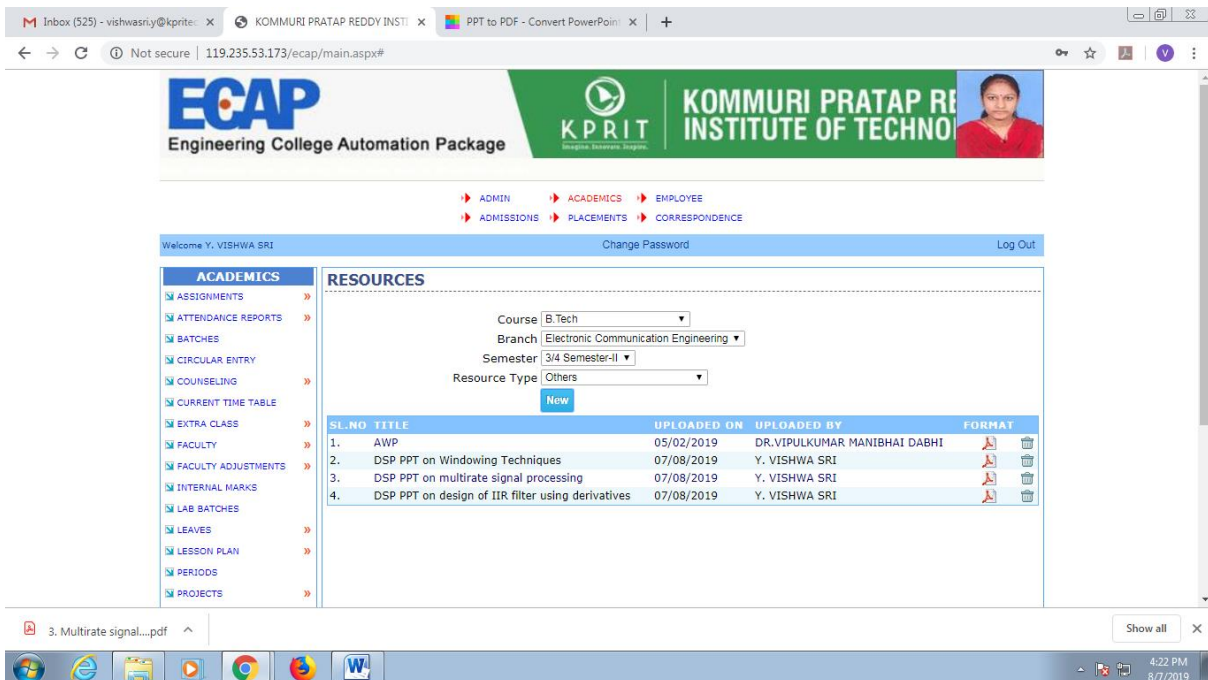 Inbox (525) - vishwasri.y@kpritec
KOMMURI PRATAP REDDY INSTI
PPT to PDF - Convert PowerPoint
Not secure | 119.235.53.173/ecap/main.aspx#
V
ECAP
Engineering College Automation Package
KPRIT
Imagine. Innovate. Inspire.
KOMMURI PRATAP RE
INSTITUTE OF TECHNOL
ADMIN ACADEMICS EMPLOYEE
ADMISSIONS PLACEMENTS CORRESPONDENCE
Welcome Y. VISHWA SRI Change Password Log Out
ACADEMICS
ASSIGNMENTS »
ATTENDANCE REPORTS »
BATCHES
CIRCULAR ENTRY
COUNSELING »
CURRENT TIME TABLE
EXTRA CLASS »
FACULTY »
FACULTY ADJUSTMENTS »
INTERNAL MARKS
LAB BATCHES
LEAVES »
LESSON PLAN »
PERIODS
PROJECTS »
RESOURCES
Course B.Tech
Branch Electronic Communication Engineering
Semester 3/4 Semester-II
Resource Type Others
New
SL.NO TITLE UPLOADED ON UPLOADED BY FORMAT
1. AWP 05/02/2019 DR.VIPULKUMAR MANIBHAI DABHI
2. DSP PPT on Windowing Techniques 07/08/2019 Y. VISHWA SRI
3. DSP PPT on multirate signal processing 07/08/2019 Y. VISHWA SRI
4. DSP PPT on design of IIR filter using derivatives 07/08/2019 Y. VISHWA SRI
3. Multirate signal....pdf
Show all
4:22 PM
8/7/2019